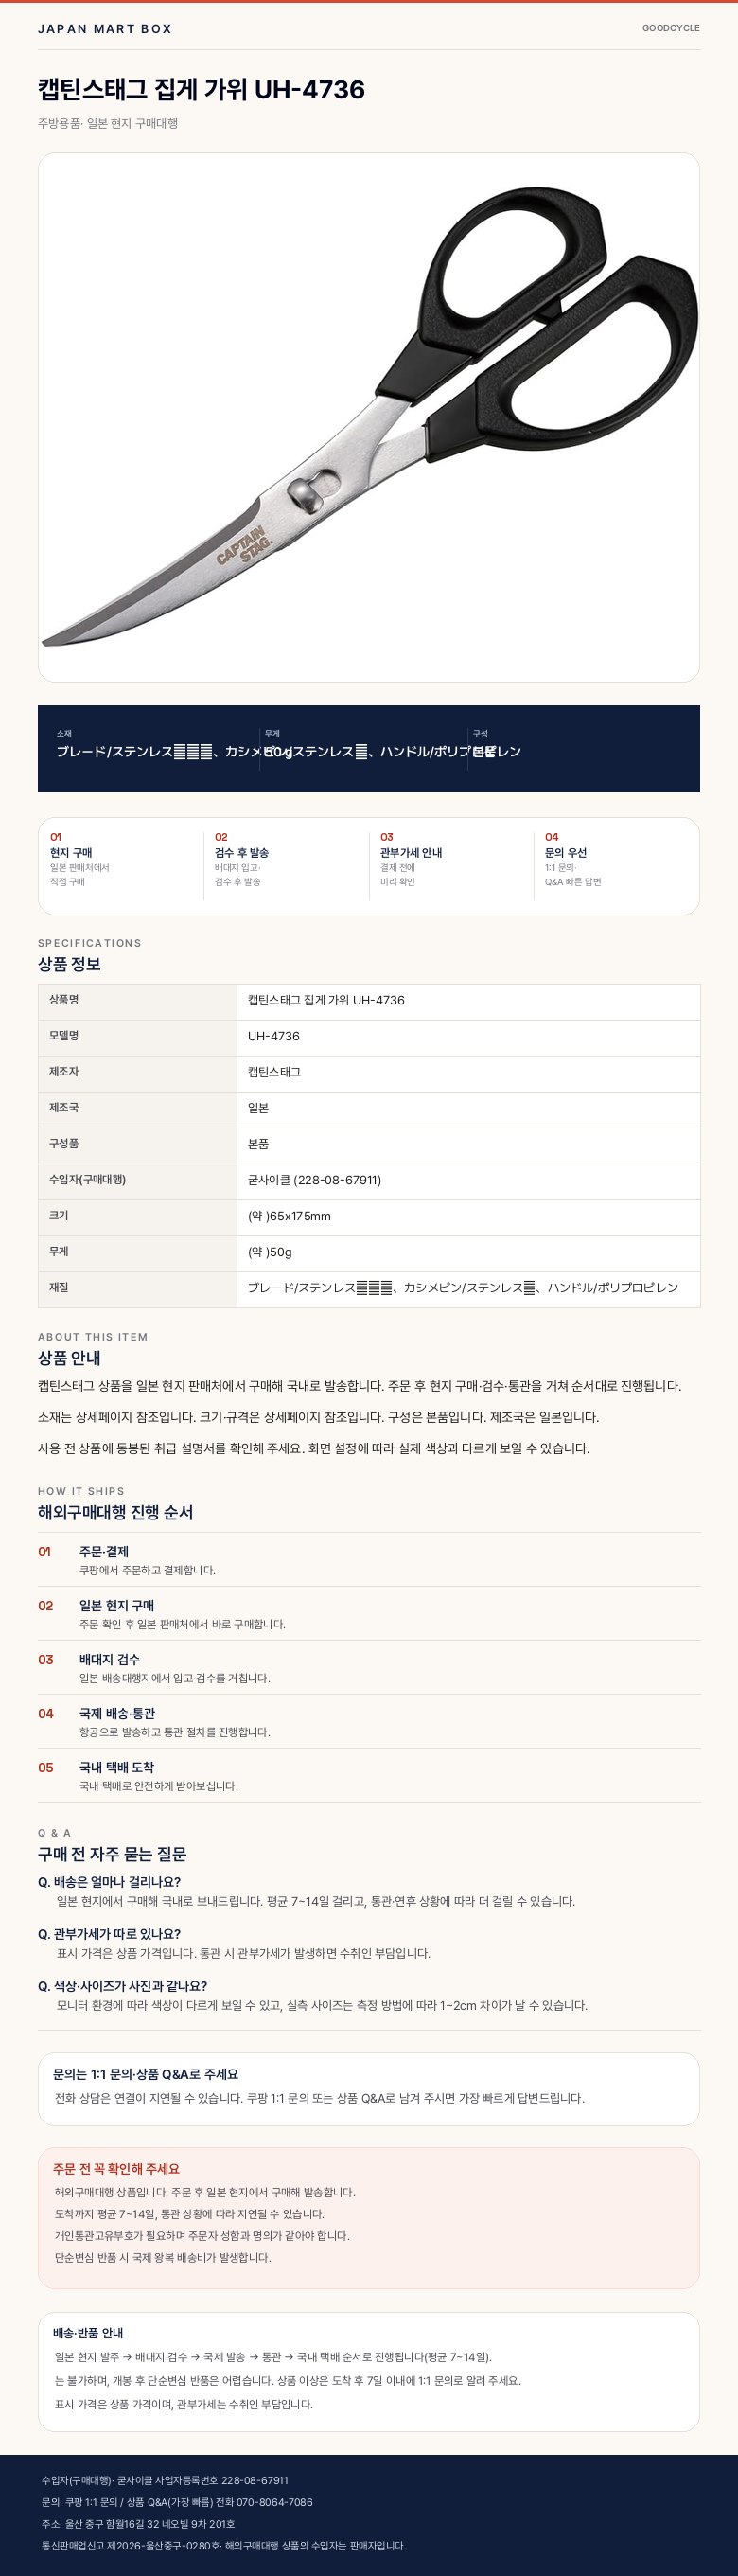 JAPAN MART BOX
GOODCYCLE
캡틴스태그 집게 가위 UH-4736
주방용품· 일본 현지 구매대행
CAPTAIN
STAG.
소재
무게
구성
ブレード/ステンレス
50 g
본품
01
현지 구매
일본 판매처에서
직접 구매
02
검수 후 발송
배대지 입고·
검수 후 발송
03
관부가세 안내
결제 전에
미리 확인
04
문의 우선
1:1 문의·
Q&A 빠른 답변
SPECIFICATIONS
상품 정보
상품명 캡틴스태그 집게 가위 UH-4736
모델명 UH-4736
제조자 캡틴스태그
제조국 일본
구성품 본품
수입자(구매대행) 굳사이클 (228-08-67911)
크기 (약 )65x175mm
무게 (약 )50g
재질 ブレード/ステンレス、カシメピン/ステンレス、ハンドル/ポリプロピレン
ABOUT THIS ITEM
상품 안내
캡틴스태그 상품을 일본 현지 판매처에서 구매해 국내로 발송합니다. 주문 후 현지 구매·검수·통관을 거쳐 순서대로 진행됩니다.
소재는 상세페이지 참조입니다. 크기·규격은 상세페이지 참조입니다. 구성은 본품입니다. 제조국은 일본입니다.
사용 전 상품에 동봉된 취급 설명서를 확인해 주세요. 화면 설정에 따라 실제 색상과 다르게 보일 수 있습니다.
HOW IT SHIPS
해외구매대행 진행 순서
01 주문·결제
쿠팡에서 주문하고 결제합니다.
02 일본 현지 구매
주문 확인 후 일본 판매처에서 바로 구매합니다.
03 배대지 검수
일본 배송대행지에서 입고·검수를 거칩니다.
04 국제 배송·통관
항공으로 발송하고 통관 절차를 진행합니다.
05 국내 택배 도착
국내 택배로 안전하게 받아보십니다.
Q & A
구매 전 자주 묻는 질문
Q. 배송은 얼마나 걸리나요?
일본 현지에서 구매해 국내로 보내드립니다. 평균 7~14일 걸리고, 통관·연휴 상황에 따라 더 걸릴 수 있습니다.
Q. 관부가세가 따로 있나요?
표시 가격은 상품 가격입니다. 통관 시 관부가세가 발생하면 수취인 부담입니다.
Q. 색상·사이즈가 사진과 같나요?
모니터 환경에 따라 색상이 다르게 보일 수 있고, 실측 사이즈는 측정 방법에 따라 1~2cm 차이가 날 수 있습니다.
문의는 1:1 문의·상품 Q&A로 주세요
전화 상담은 연결이 지연될 수 있습니다. 쿠팡 1:1 문의 또는 상품 Q&A로 남겨 주시면 가장 빠르게 답변드립니다.
주문 전 꼭 확인해 주세요
해외구매대행 상품입니다. 주문 후 일본 현지에서 구매해 발송합니다.
도착까지 평균 7~14일, 통관 상황에 따라 지연될 수 있습니다.
개인통관고유부호가 필요하며 주문자 성함과 명의가 같아야 합니다.
단순변심 반품 시 국제 왕복 배송비가 발생합니다.
배송·반품 안내
일본 현지 발주 → 배대지 검수 → 국제 발송 → 통관 → 국내 택배 순서로 진행됩니다(평균 7~14일).
는 불가하며, 개봉 후 단순변심 반품은 어렵습니다. 상품 이상은 도착 후 7일 이내에 1:1 문의로 알려 주세요.
표시 가격은 상품 가격이며, 관부가세는 수취인 부담입니다.
수입자(구매대행)· 굳사이클 사업자등록번호 228-08-67911
문의· 쿠팡 1:1 문의 / 상품 Q&A(가장 빠름) 전화 070-8064-7086
주소· 울산 중구 함월16길 32 네오빌 9차 201호
통신판매업신고 제2026-울산중구-0280호· 해외구매대행 상품의 수입자는 판매자입니다.